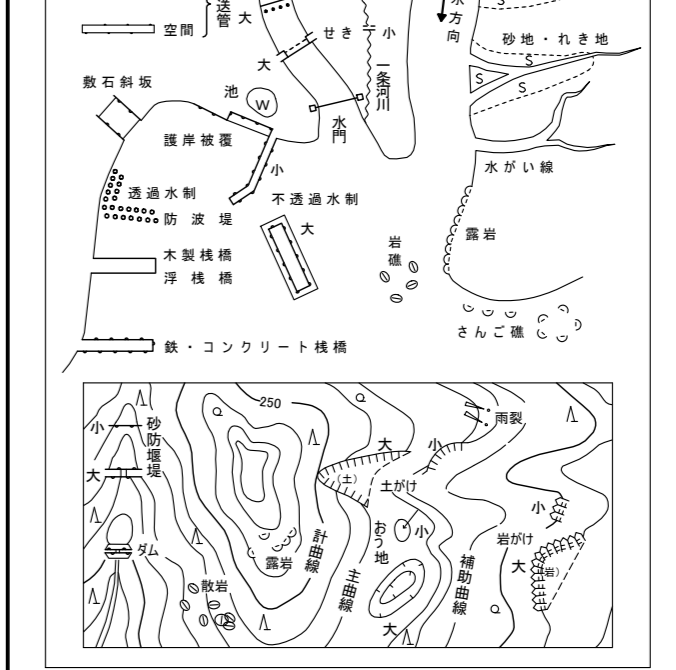 送管
大
空間
せき
小
水方向
S
砂地・れき地
S
S
大
一条河川
敷石斜坂
池
W
水門
護岸被覆
小
水がい線
透過水制
不透過水制
防波堤
大
露岩
岩礁
木製桟橋
浮桟橋
さんご礁
鉄・コンクリート桟橋
250
小
砂防堰堤
大
小
雨裂
大
(土)
土がけ
小
おう地
小
岩がけ
ダム
露岩
計曲線
主曲線
補助曲線
大
(岩)
散岩
大